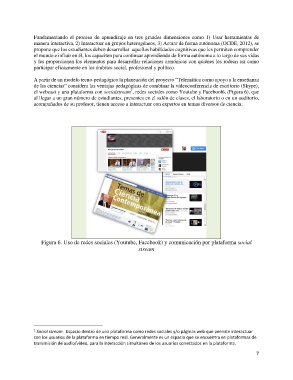 Fundamentando el proceso de aprendizaje en tres grandes dimensiones como 1) Usar herramientas de
manera interactiva, 2) Interactuar en grupos heterogéneos, 3) Actuar de forma autónoma (OCDE, 2012), se
propone que los estudiantes deben desarrollar aquellas habilidades cognitivas que les permitan comprender
el mundo e influir en él, los capaciten para continuar aprendiendo de forma autónoma a lo largo de sus vidas
y les proporcionen los elementos para desarrollar relaciones armónicas con quienes les rodean así como
participar eficazmente en los ámbitos social, profesional y político.
A partir de un modelo tecno-pedagógico la planeación del proyecto "Telemática como apoyo a la enseñanza
de las ciencias" considera las ventajas pedagógicas de combinar la videoconferencia de escritorio (Skype),
el webcast y una plataforma con socialstream¹, redes sociales como Youtube y Facebook, (Figura 6), que
al llegar a un gran número de estudiantes, presentes en el salón de clases, el laboratorio o en un auditorio,
acompañados de su profesor, tienen acceso a interactuar con expertos en temas diversos de ciencia.
Temas de
Ciencia
Contemporánea
Figura 6. Uso de redes sociales (Youtube, Facebook) y comunicación por plataforma social
stream
¹ Social stream. Espacio dentro de una plataforma como redes sociales y/o páginas web que permite interactuar
con los usuarios de la plataforma en tiempo real. Generalmente es un espacio que se encuentra en plataformas de
transmisión de audio/video, para la interacción simultánea de los usuarios conectados en la plataforma.
7